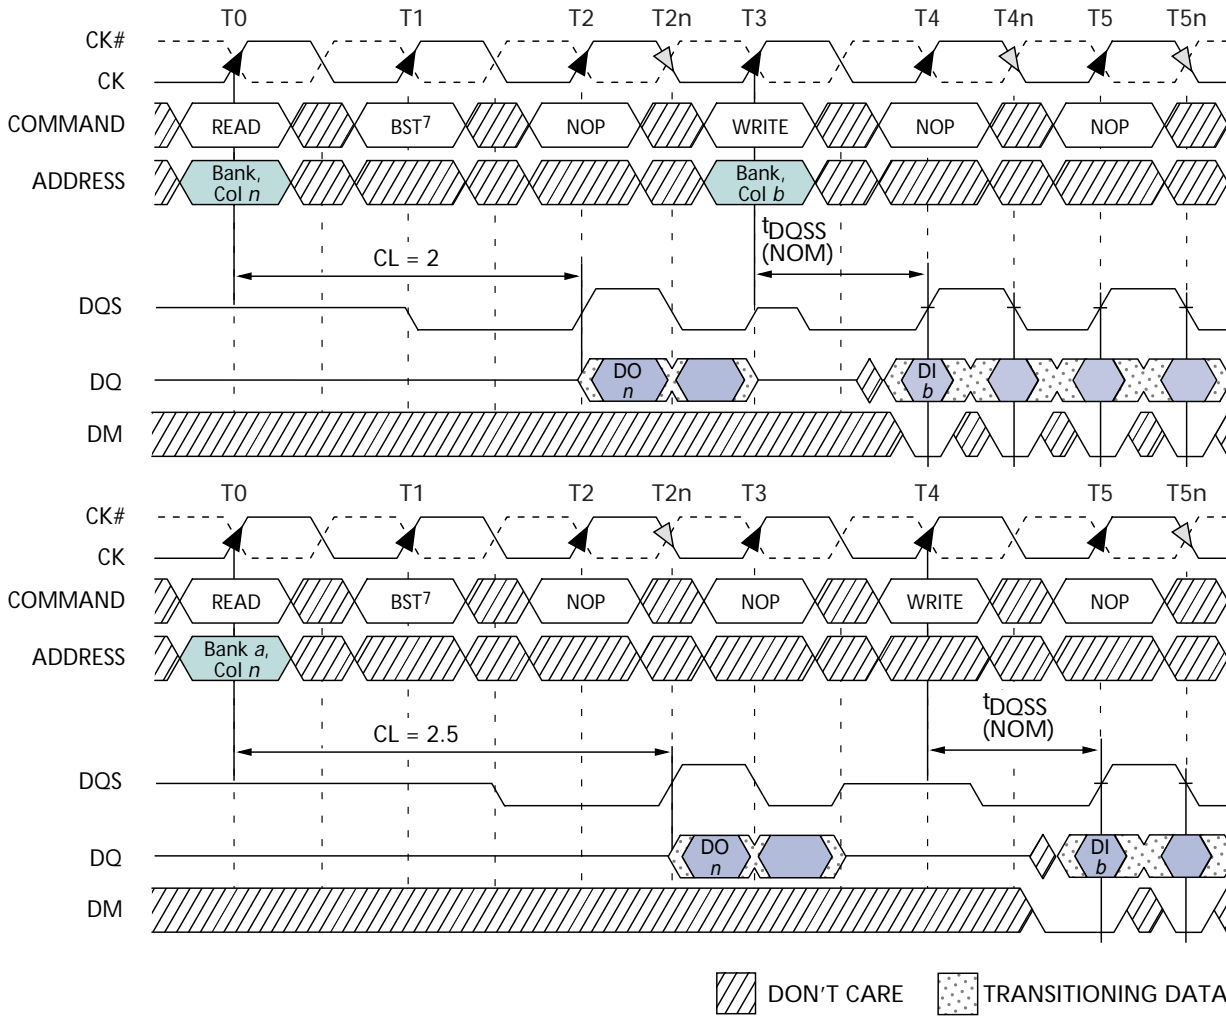 T0 T1 T2 T2n T3 T4 T4n T5 T5n
CK#
CK
COMMAND READ BST7 NOP WRITE NOP NOP
ADDRESS Bank, Col n Bank, Col b
tDQSS
(NOM)
CL = 2
DQS
DQ DO n DI b
DM
T0 T1 T2 T2n T3 T4 T5 T5n
CK#
CK
COMMAND READ BST7 NOP NOP WRITE NOP
ADDRESS Bank a, Col n
tDQSS
(NOM)
CL = 2.5
DQS
DQ DO n DI b
DM
DON'T CARE TRANSITIONING DATA